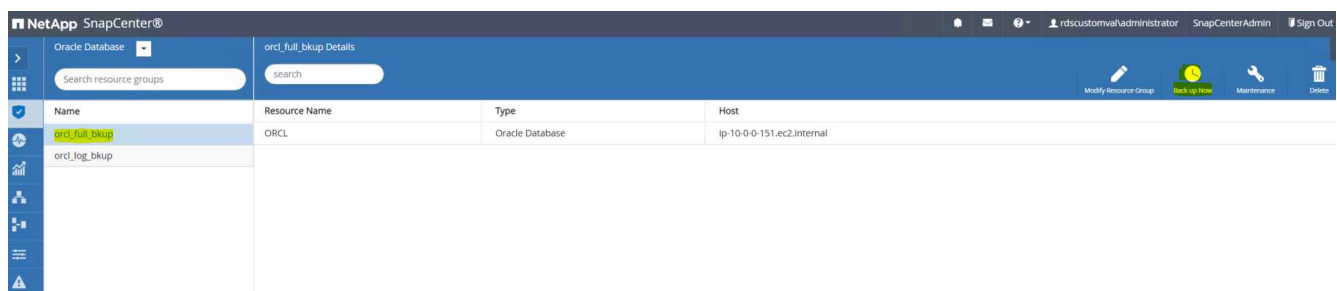 NetApp SnapCenter®
rdscustomval\administrator SnapCenterAdmin Sign Out
Oracle Database
Search resource groups
Name
orcl_full_bkup
orcl_log_bkup
orcl_full_bkup Details
search
Modify Resource Group Back up Now Maintenance Delete
Resource Name Type Host
ORCL Oracle Database ip-10-0-0-151.ec2.internal